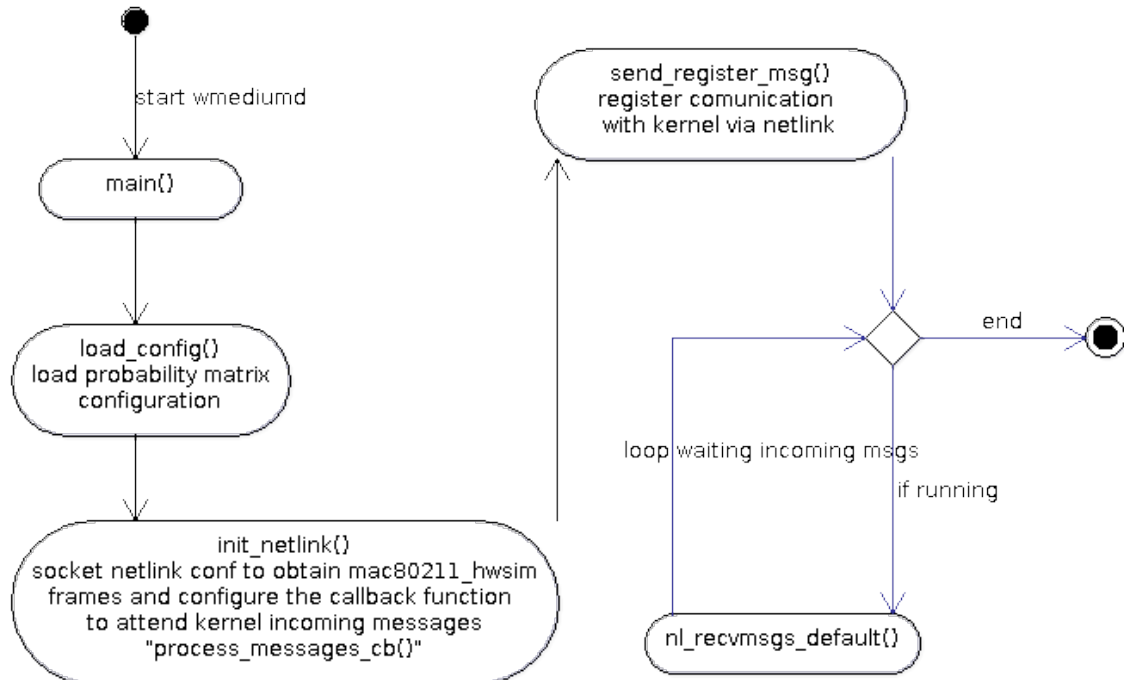 start wmediumd
main()
load_config()
load probability matrix
configuration
init_netlink()
socket netlink conf to obtain mac80211_hwsim
frames and configure the callback function
to attend kernel incoming messages
"process_messages_cb()"
send_register_msg()
register comunication
with kernel via netlink
end
loop waiting incoming msgs
if running
nl_recvmsgs_default()